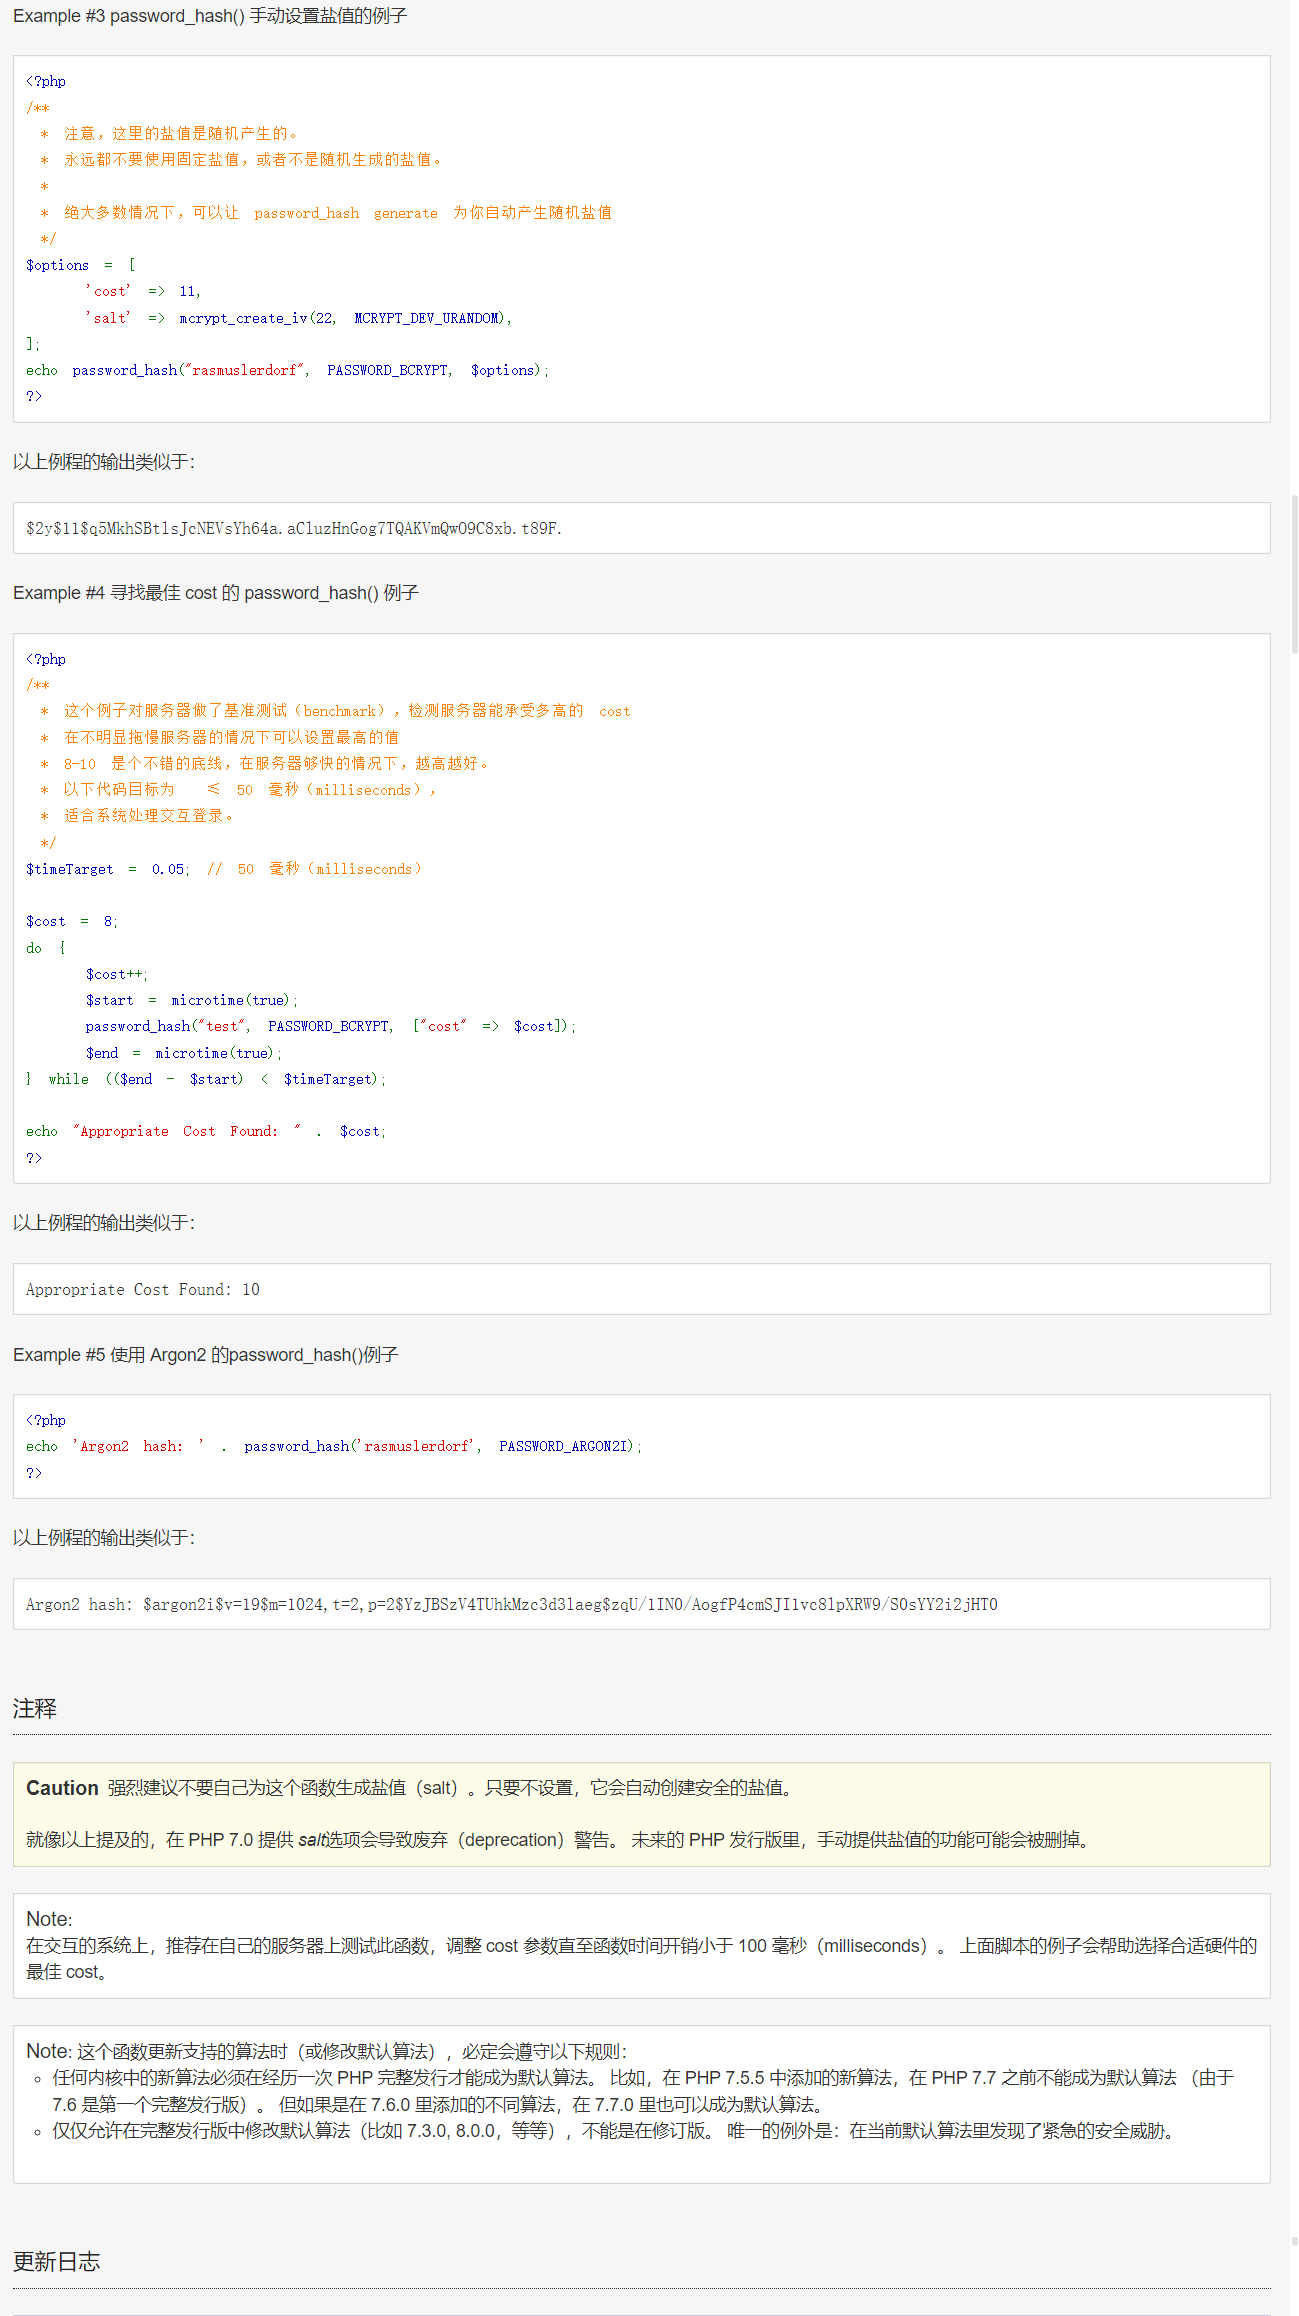 Example #3 password_hash() 手动设置盐值的例子
<?php
/**
 * 注意，这里的盐值是随机产生的。
 * 永远都不要使用固定盐值，或者不是随机生成的盐值。
 *
 * 绝大多数情况下，可以让 password_hash generate 为你自动产生随机盐值
 */
$options = [
    'cost' => 11,
    'salt' => mcrypt_create_iv(22, MCRYPT_DEV_URANDOM),
];
echo password_hash("rasmuslerdorf", PASSWORD_BCRYPT, $options);
?>
以上例程的输出类似于：
$2y$11$q5MkhSBtlsJcNEVsYh64a.aCluzHnGog7TQAKVmQwO9C8xb.t89F.
Example #4 寻找最佳 cost 的 password_hash() 例子
<?php
/**
 * 这个例子对服务器做了基准测试（benchmark），检测服务器能承受多高的 cost
 * 在不明显拖慢服务器的情况下可以设置最高的值
 * 8-10 是个不错的底线，在服务器够快的情况下，越高越好。
 * 以下代码目标为  ≤ 50 毫秒（milliseconds），
 * 适合系统处理交互登录。
 */
$timeTarget = 0.05; // 50 毫秒（milliseconds）
$cost = 8;
do {
    $cost++;
    $start = microtime(true);
    password_hash("test", PASSWORD_BCRYPT, ["cost" => $cost]);
    $end = microtime(true);
} while (($end - $start) < $timeTarget);
echo "Appropriate Cost Found: " . $cost;
?>
以上例程的输出类似于：
Appropriate Cost Found: 10
Example #5 使用 Argon2 的password_hash()例子
<?php
echo 'Argon2 hash: ' . password_hash('rasmuslerdorf', PASSWORD_ARGON2I);
?>
以上例程的输出类似于：
Argon2 hash: $argon2i$v=19$m=1024,t=2,p=2$YzJBSzV4TUhkMzc3d3laeg$zqU/1IN0/AogfP4cmSJI1vc8lpXRW9/S0sYY2i2jHT0
注释
Caution 强烈建议不要自己为这个函数生成盐值（salt）。只要不设置，它会自动创建安全的盐值。
就像以上提及的，在 PHP 7.0 提供 salt选项会导致废弃（deprecation）警告。 未来的 PHP 发行版里，手动提供盐值的功能可能会被删掉。
Note:
在交互的系统上，推荐在自己的服务器上测试此函数，调整 cost 参数直至函数时间开销小于 100 毫秒（milliseconds）。 上面脚本的例子会帮助选择合适硬件的
最佳 cost。
Note: 这个函数更新支持的算法时（或修改默认算法），必定会遵守以下规则：
◦ 任何内核中的新算法必须在经历一次 PHP 完整发行才能成为默认算法。 比如，在 PHP 7.5.5 中添加的新算法，在 PHP 7.7 之前不能成为默认算法 （由于
7.6 是第一个完整发行版）。 但如果是在 7.6.0 里添加的不同算法，在 7.7.0 里也可以成为默认算法。
◦ 仅仅允许在完整发行版中修改默认算法（比如 7.3.0, 8.0.0，等等），不能是在修订版。 唯一的例外是：在当前默认算法里发现了紧急的安全威胁。
更新日志